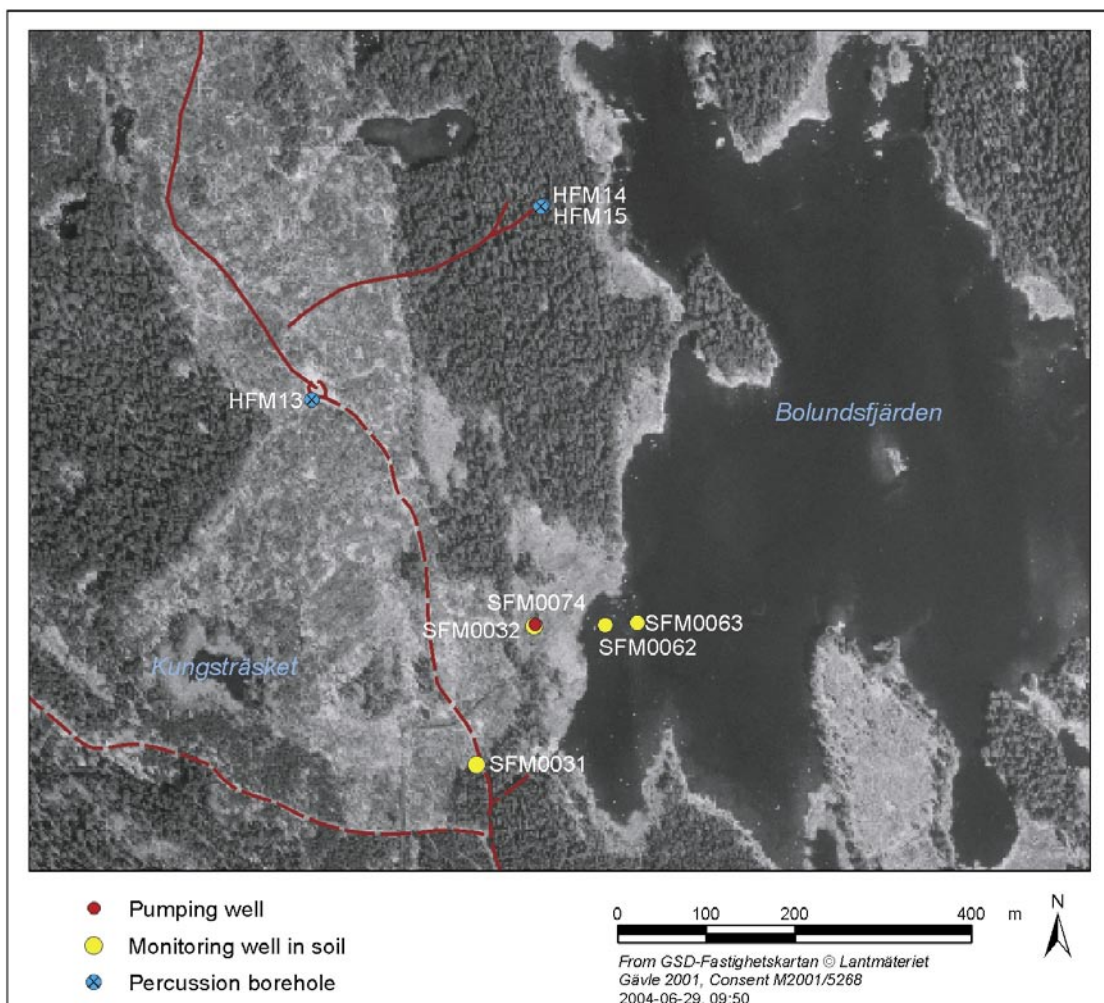 HFM14
HFM15
HFM13
Bolundsfjärden
SFM0074
SFM0032
SFM0063
SFM0062
Kungsträsket
SFM0031
Pumping well
Monitoring well in soil
Percussion borehole
0 100 200 400 m
N
From GSD-Fastighetskartan © Lantmäteriet
Gävle 2001, Consent M2001/5268
2004-06-29, 09:50